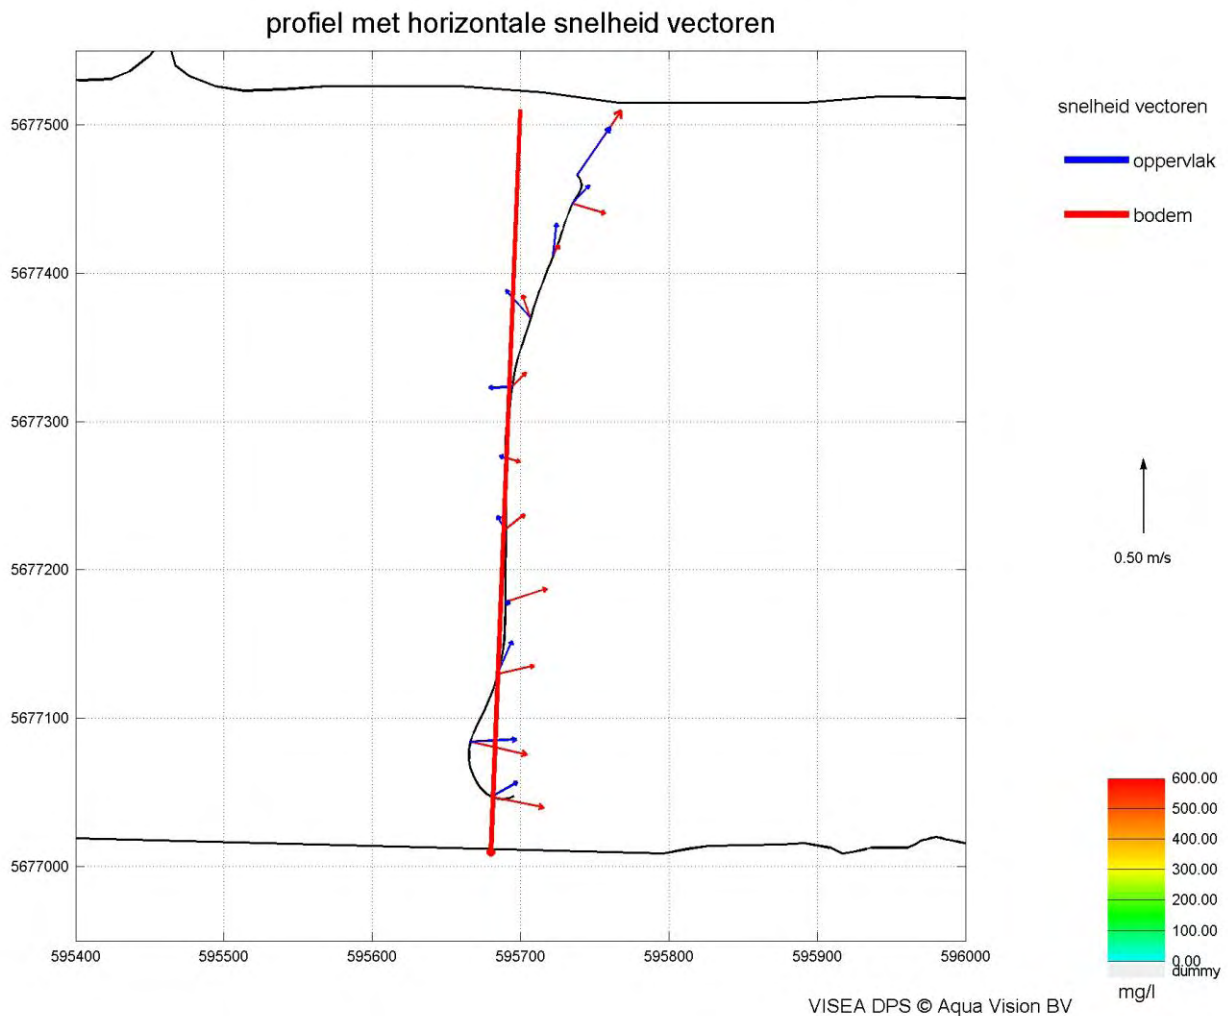 profiel met horizontale snelheid vectoren
snelheid vectoren
oppervlak
bodem
5677500
5677400
5677300
5677200
5677100
5677000
595400
595500
595600
595700
595800
595900
596000
0.50 m/s
600.00
500.00
400.00
300.00
200.00
100.00
0.00
dummy
mg/l
VISEA DPS © Aqua Vision BV